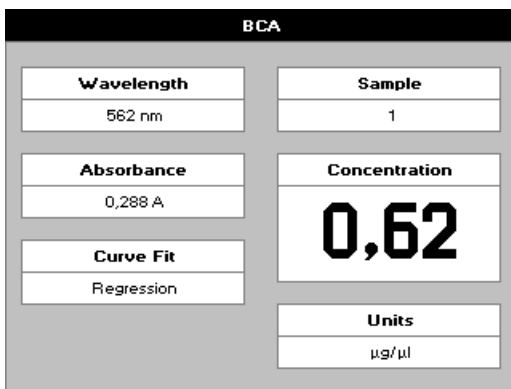 BCA
Wavelength
562 nm
Absorbance
0,288 A
Curve Fit
Regression
Sample
1
Concentration
0,62
Units
µg/µl